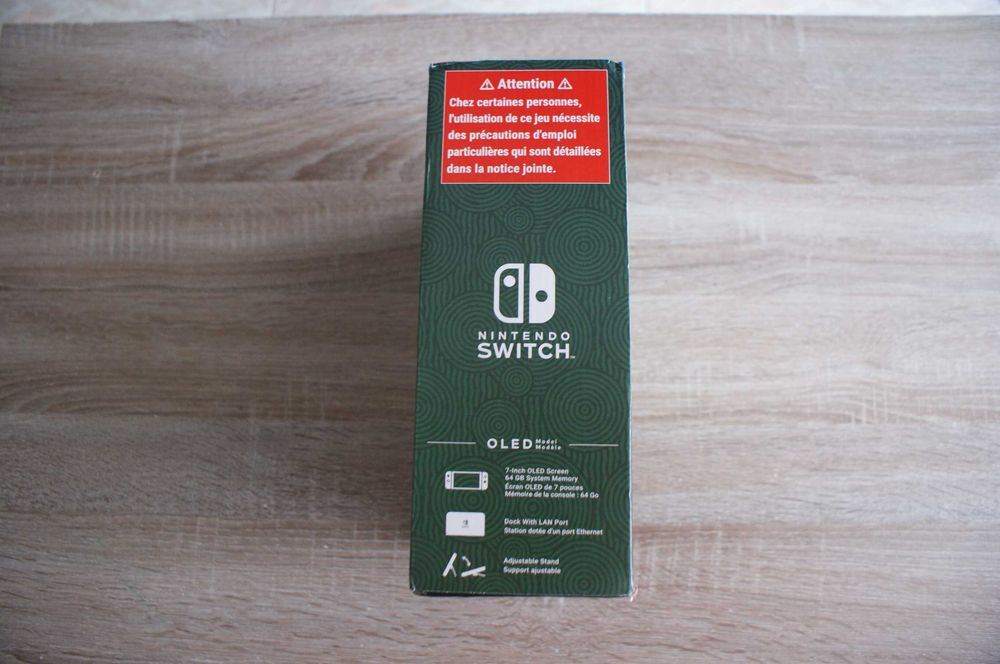 ⚠ Attention ⚠
Chez certaines personnes,
l'utilisation de ce jeu nécessite
des précautions d'emploi
particulières qui sont détaillées
dans la notice jointe.
NINTENDO
SWITCH™
OLED Model
Modèle
7-Inch OLED Screen
64 GB System Memory
Écran OLED de 7 pouces
Mémoire de la console : 64 Go
Dock With LAN Port
Station dotée d'un port Ethernet
Adjustable Stand
Support ajustable